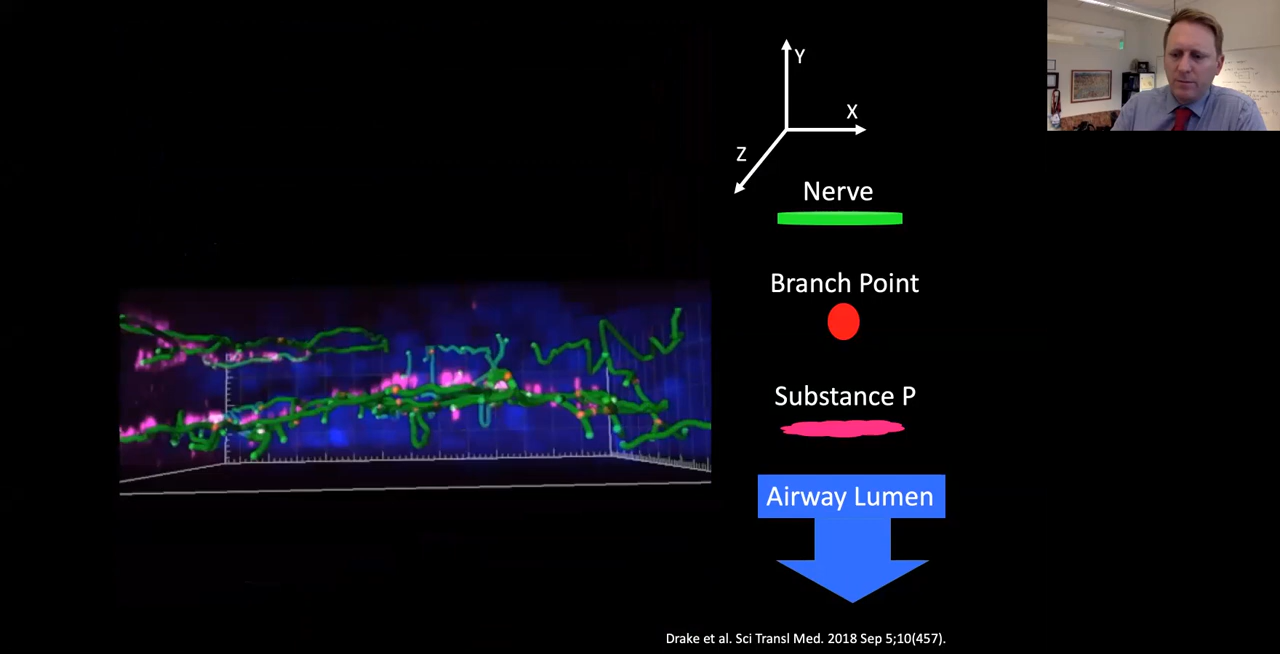 Y
X
Z
Nerve
Branch Point
Substance P
Airway Lumen
Drake et al. Sci Transl Med. 2018 Sep 5;10(457).